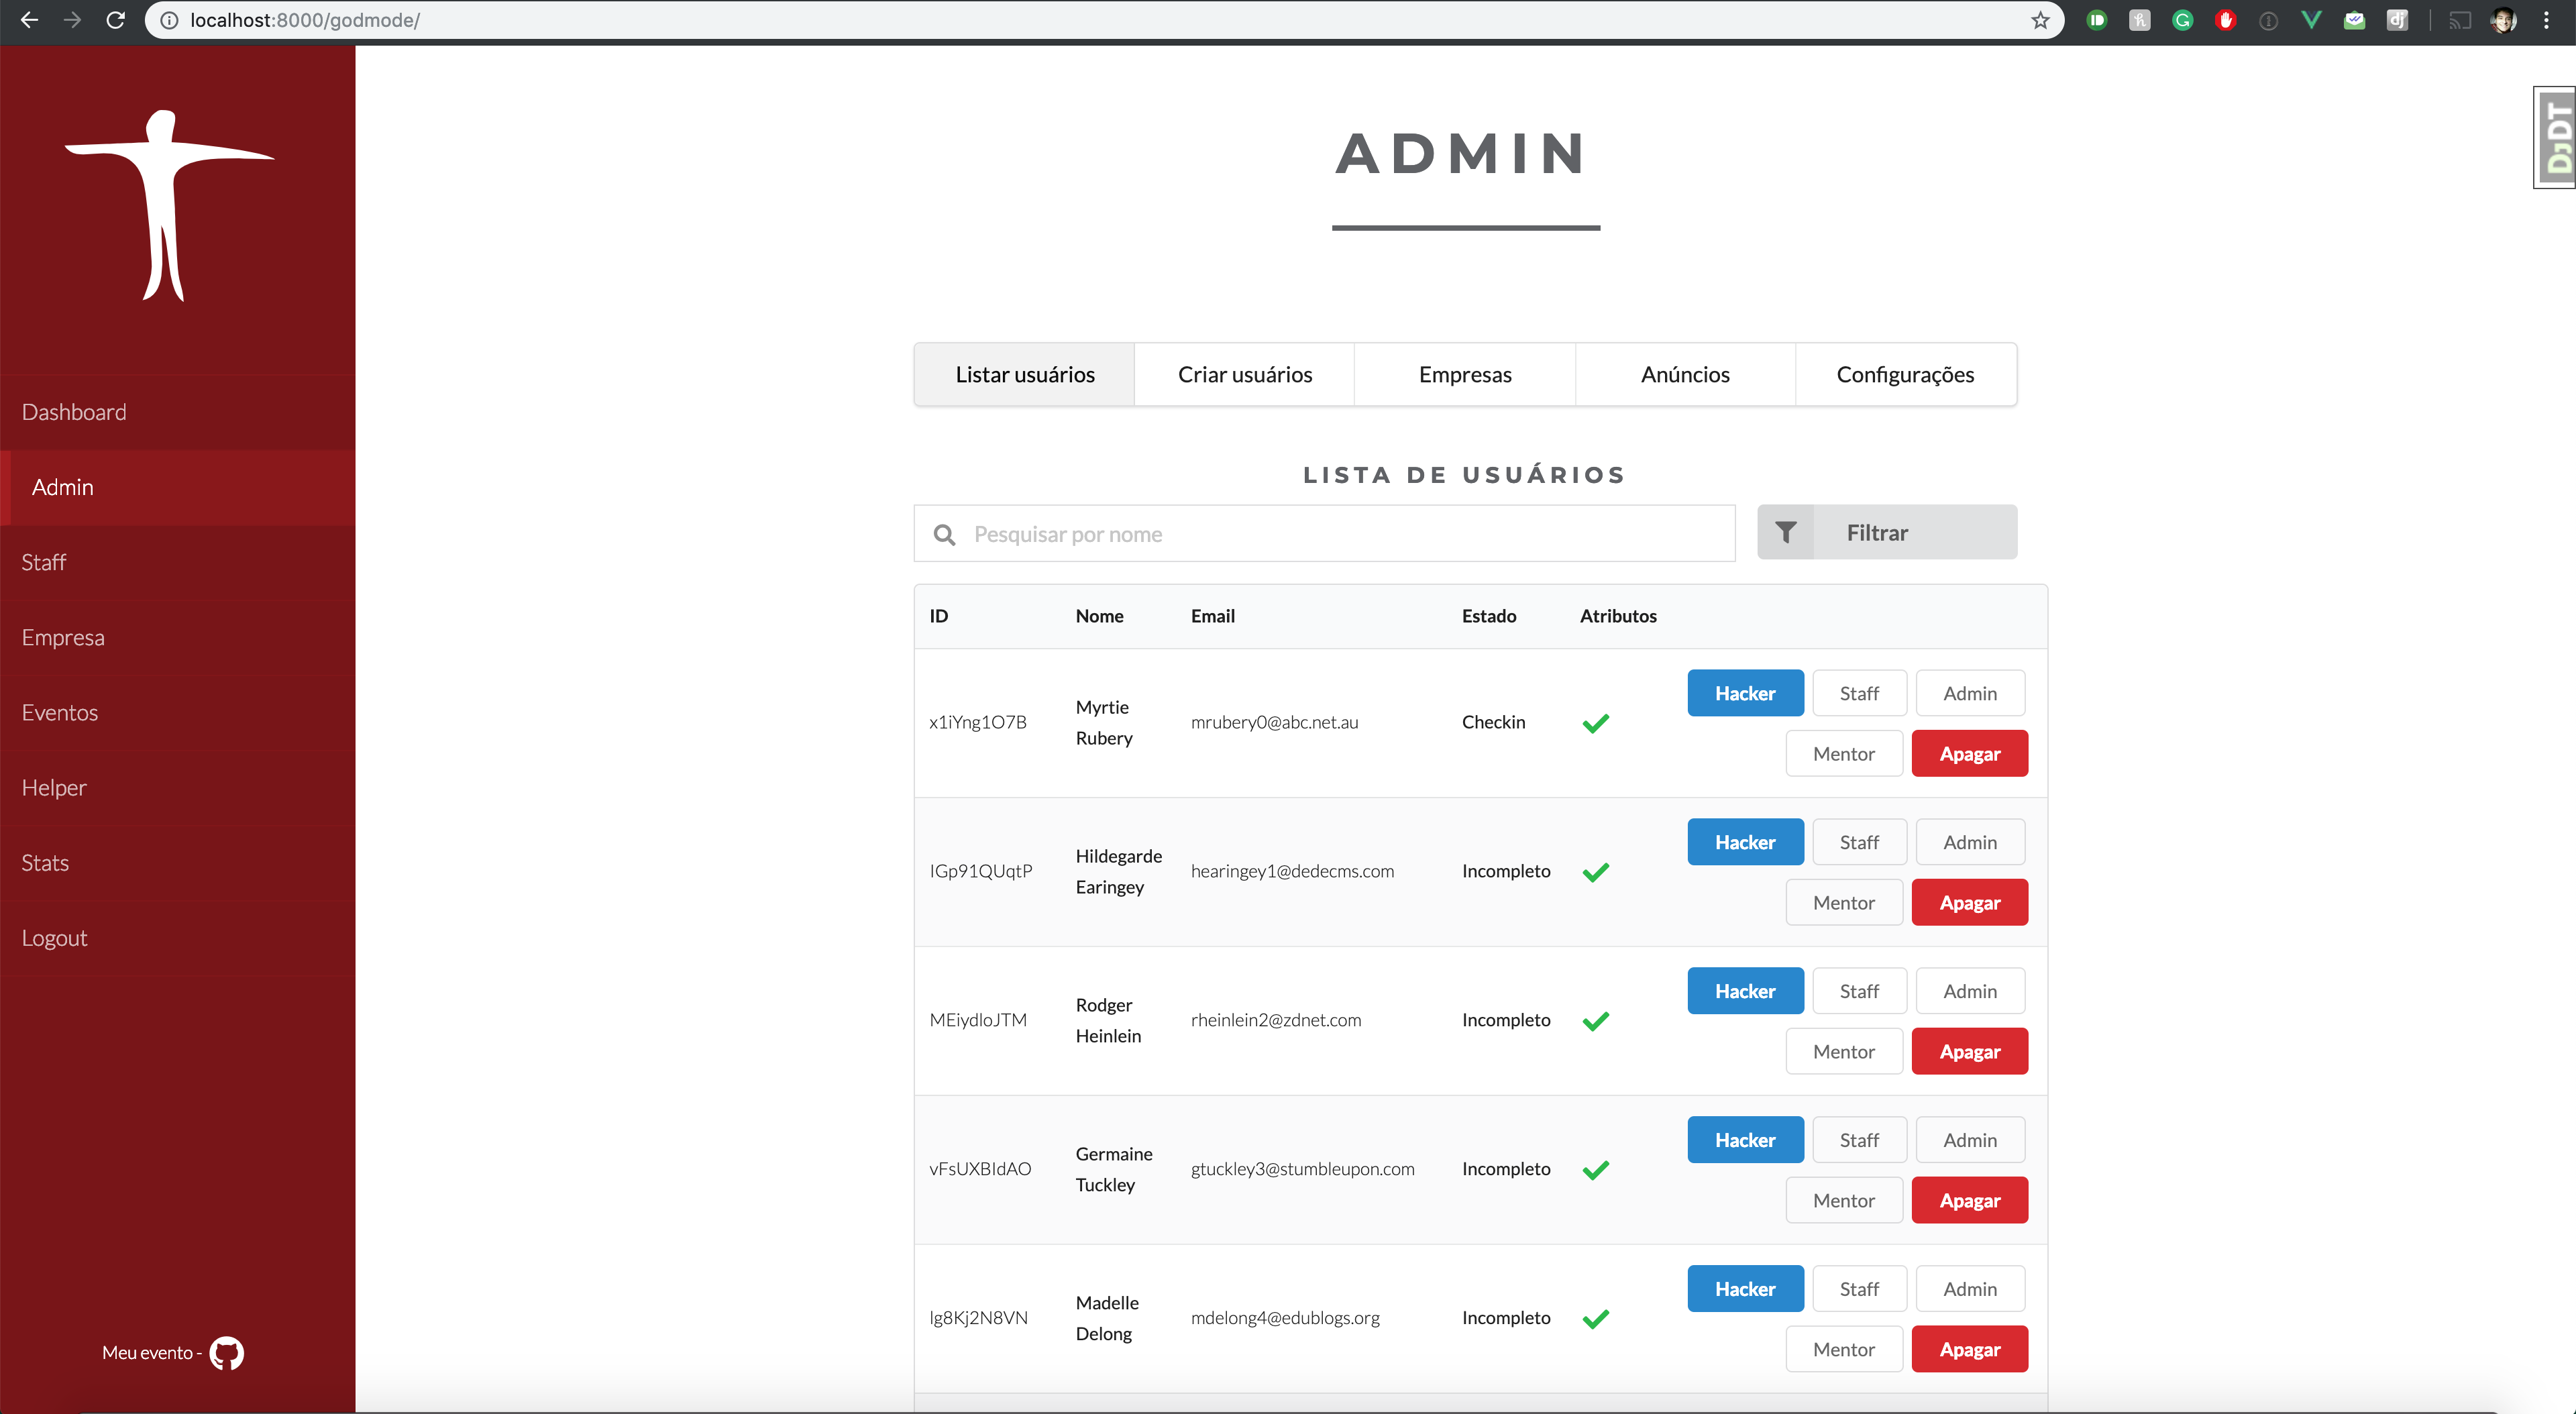 localhost:8000/godmode/
DJDT
ADMIN
Dashboard
Admin
Staff
Empresa
Eventos
Helper
Stats
Logout
Meu evento -
Listar usuários Criar usuários Empresas Anúncios Configurações
LISTA DE USUÁRIOS
Pesquisar por nome Filtrar
ID Nome Email Estado Atributos
x1iYng1O7B Myrtie Rubery mrubery0@abc.net.au Checkin Hacker Staff Admin
Mentor Apagar
IGp91QUqtP Hildegarde Earingey hearingey1@dedecms.com Incompleto Hacker Staff Admin
Mentor Apagar
MEiydloJTM Rodger Heinlein rheinlein2@zdnet.com Incompleto Hacker Staff Admin
Mentor Apagar
vFsUXBIdAO Germaine Tuckley gtuckley3@stumbleupon.com Incompleto Hacker Staff Admin
Mentor Apagar
lg8Kj2N8VN Madelle Delong mdelong4@edublogs.org Incompleto Hacker Staff Admin
Mentor Apagar